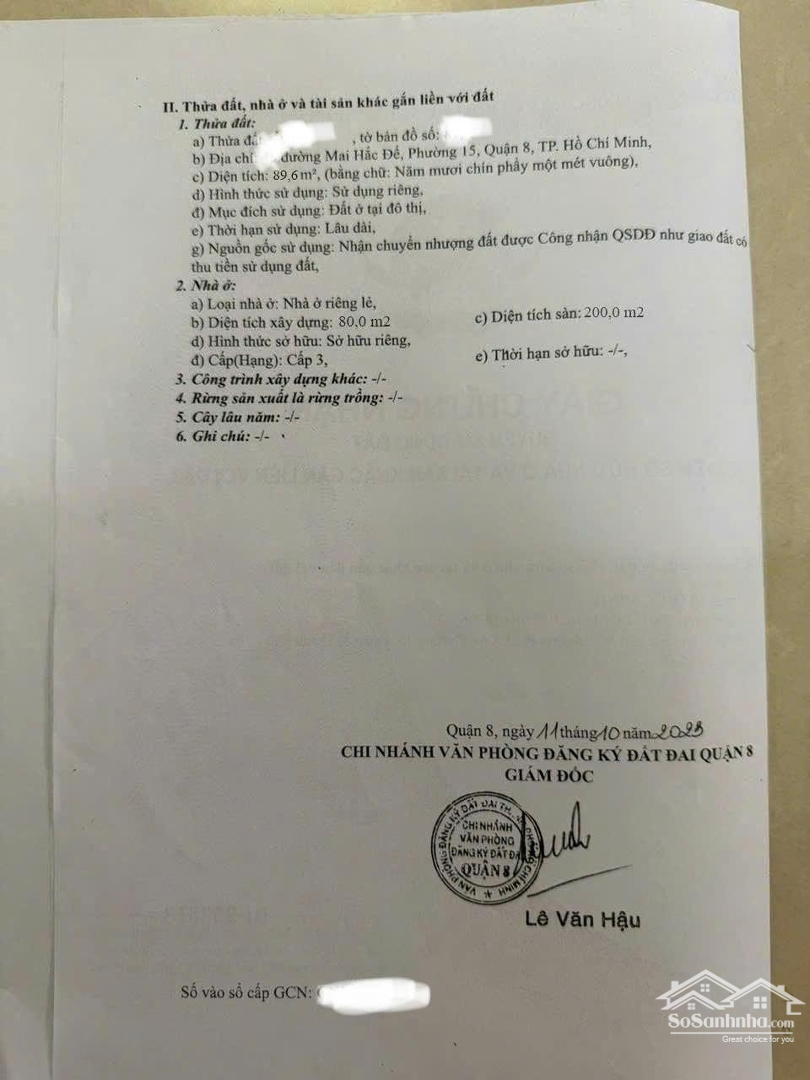 II. Thửa đất, nhà ở và tài sản khác gắn liền với đất
1. Thửa đất:
a) Thửa đấ , tờ bản đồ số:
b) Địa chỉ đường Mai Hắc Đế, Phường 15, Quận 8, TP. Hồ Chí Minh,
c) Diện tích: 89,6 m², (bằng chữ: Năm mươi chín phẩy một mét vuông),
d) Hình thức sử dụng: Sử dụng riêng,
đ) Mục đích sử dụng: Đất ở tại đô thị,
e) Thời hạn sử dụng: Lâu dài,
g) Nguồn gốc sử dụng: Nhận chuyển nhượng đất được Công nhận QSDĐ như giao đất có
thu tiền sử dụng đất,
2. Nhà ở:
a) Loại nhà ở: Nhà ở riêng lẻ,
b) Diện tích xây dựng: 80,0 m2 c) Diện tích sàn: 200,0 m2
d) Hình thức sở hữu: Sở hữu riêng,
đ) Cấp(Hạng): Cấp 3, e) Thời hạn sở hữu: -/-,
3. Công trình xây dựng khác: -/-
4. Rừng sản xuất là rừng trồng: -/-
5. Cây lâu năm: -/-
6. Ghi chú: -/-
Quận 8, ngày 11 tháng 10 năm 2023
CHI NHÁNH VĂN PHÒNG ĐĂNG KÝ ĐẤT ĐAI QUẬN 8
GIÁM ĐỐC
CHI NHÁNH
VĂN PHÒNG
ĐĂNG KÝ ĐẤT ĐA
QUẬN 8
Lê Văn Hậu
Số vào sổ cấp GCN:
SoSanhnha.com
Great choice for you